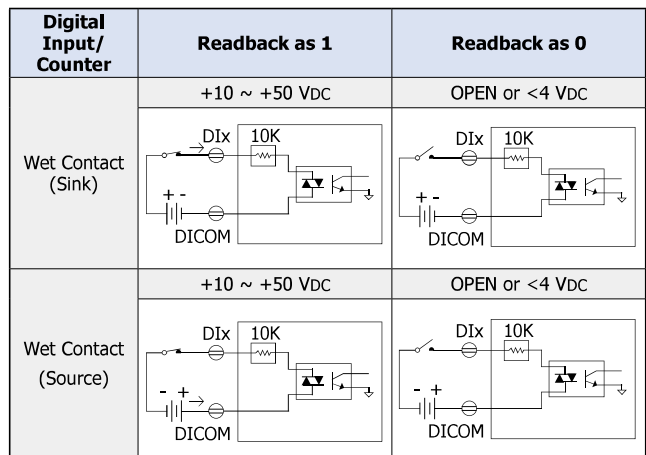 Digital
Input/
Counter
Readback as 1
Readback as 0
Wet Contact
(Sink)
+10 ~ +50 VDC
OPEN or <4 VDC
DIx
10K
+ -
DICOM
DIx
10K
+ -
DICOM
Wet Contact
(Source)
+10 ~ +50 VDC
OPEN or <4 VDC
DIx
10K
- +
DICOM
DIx
10K
- +
DICOM